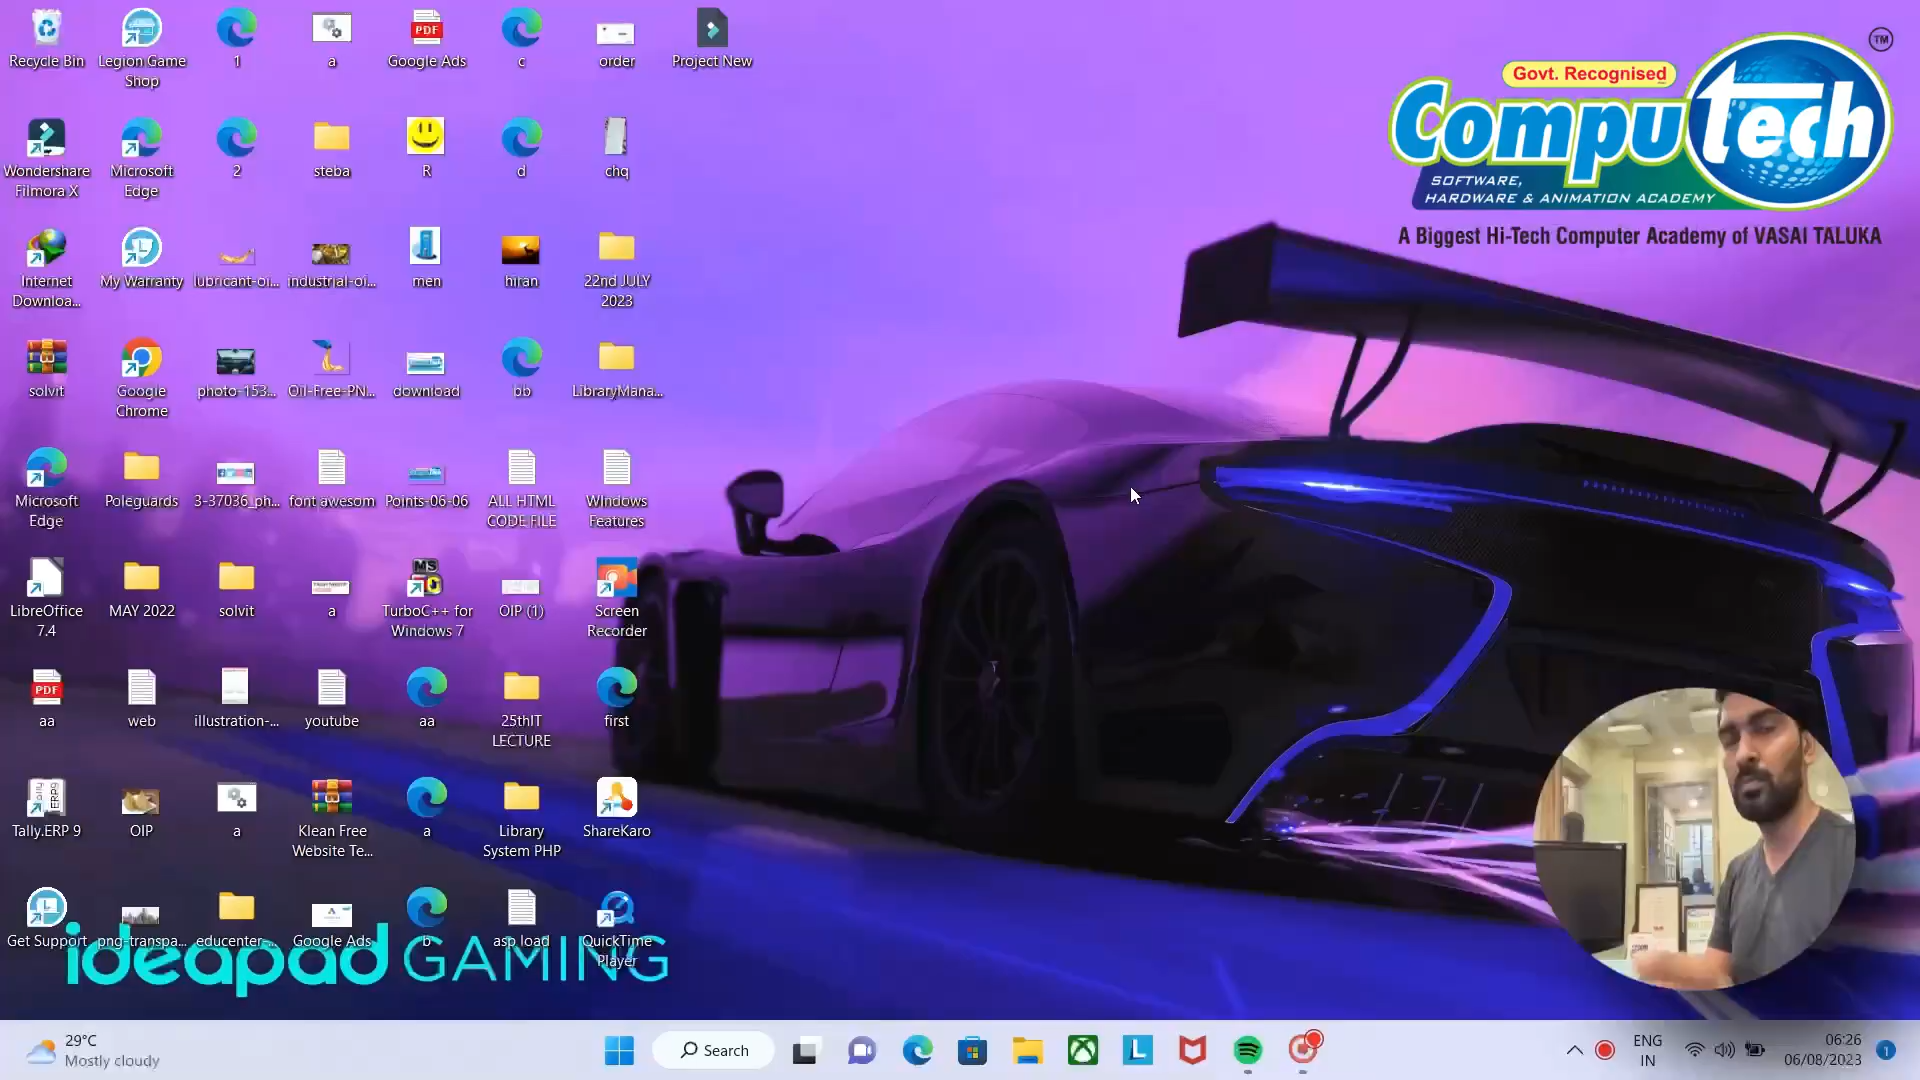 Recycle Bin
Legion Game
Shop
1
a
Google Ads
c
order
Project New
Wondershare
Filmora X
Microsoft
Edge
2
steba
R
d
chq
Internet
Downloa...
My Warranty
lubricant-oi...
industrial-oi...
men
hiran
22nd JULY
2023
solvit
Google
Chrome
photo-153...
Oil-Free-PN...
download
bb
LibraryMana...
Microsoft
Edge
Poleguards
3-37036_ph...
font awesom
Points-06-06
ALL HTML
CODE FILE
WIndows
Features
LibreOffice
7.4
MAY 2022
solvit
a
TurboC++ for
Windows 7
OIP (1)
Screen
Recorder
aa
web
illustration-...
youtube
aa
25thIT
LECTURE
first
Tally.ERP 9
OIP
a
Klean Free
Website Te...
a
Library
System PHP
ShareKaro
Get Support
png-transpa...
educenter-...
Google Ads
b
asp load
QuickTime
Player
ideapad GAMING
TM
Govt. Recognised
Computech
SOFTWARE,
HARDWARE & ANIMATION ACADEMY
A Biggest Hi-Tech Computer Academy of VASAI TALUKA
29°C
Mostly cloudy
Search
ENG
IN
06:26
06/08/2023
1